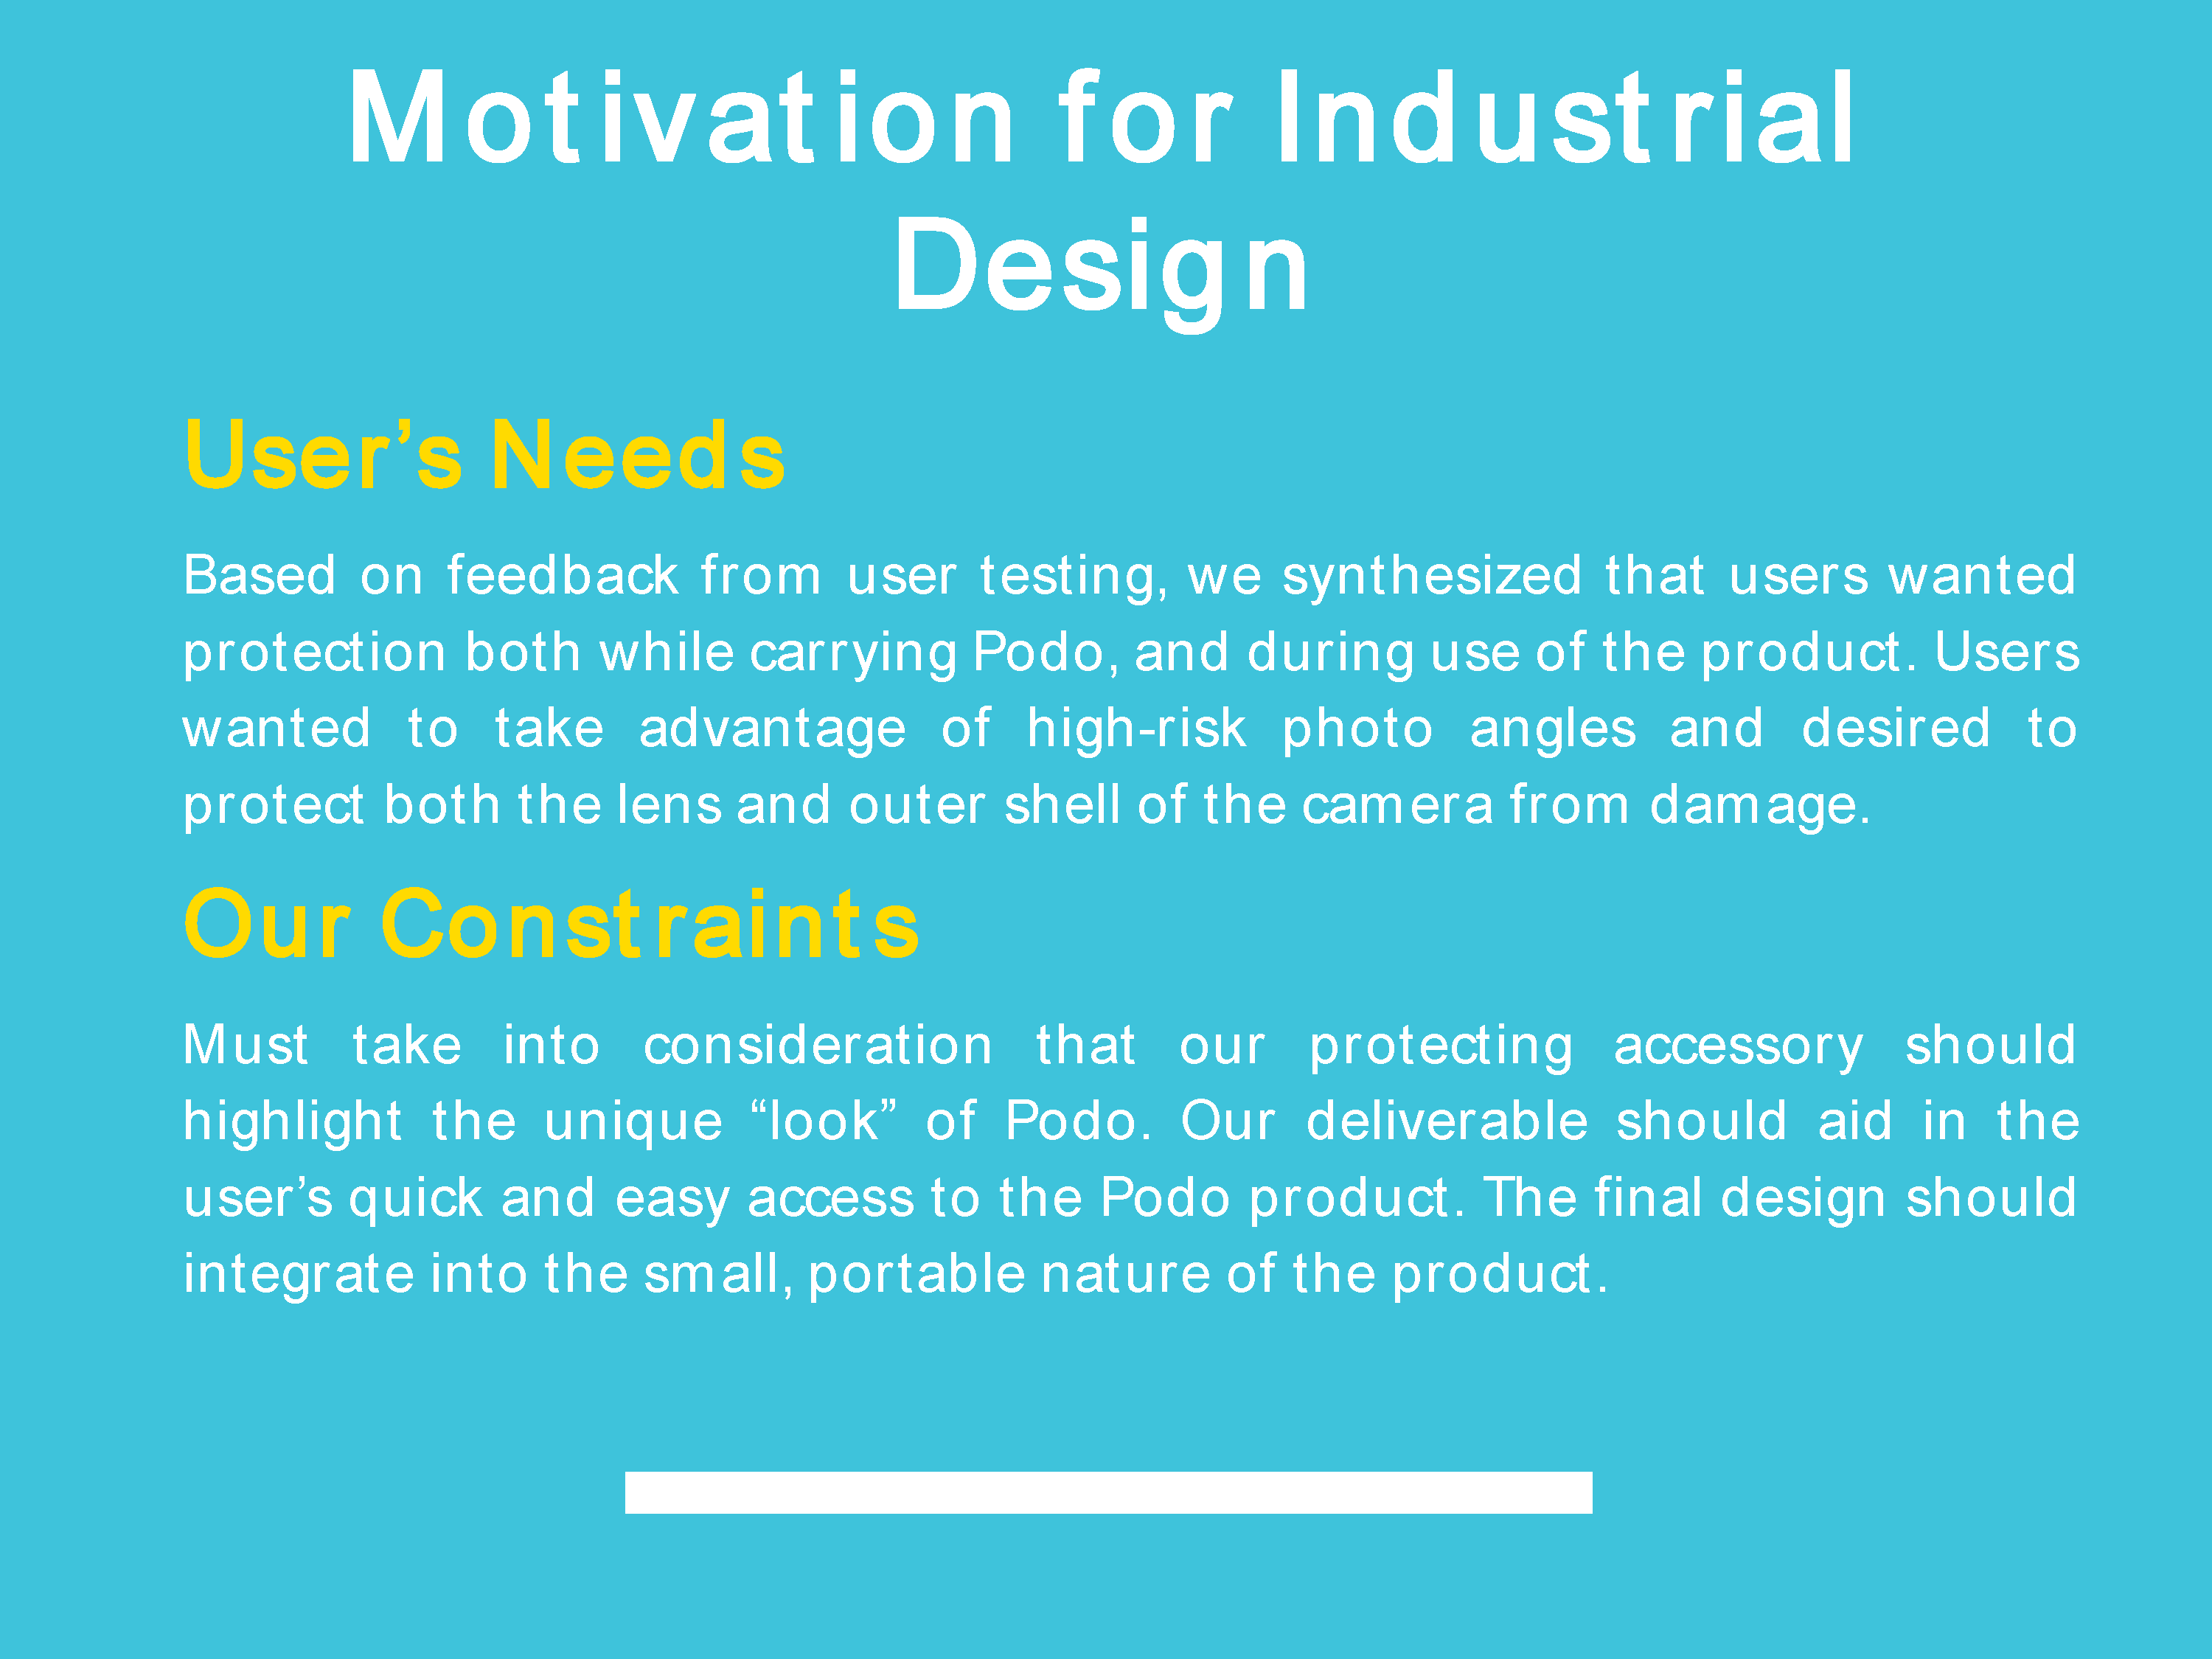 Motivation for Industrial
Design
User’s Needs
Based on feedback from user testing, we synthesized that users wanted
protection both while carrying Podo, and during use of the product. Users
wanted to take advantage of high-risk photo angles and desired to
protect both the lens and outer shell of the camera from damage.
Our Constraints
Must take into consideration that our protecting accessory should
highlight the unique “look” of Podo. Our deliverable should aid in the
user’s quick and easy access to the Podo product. The final design should
integrate into the small, portable nature of the product.